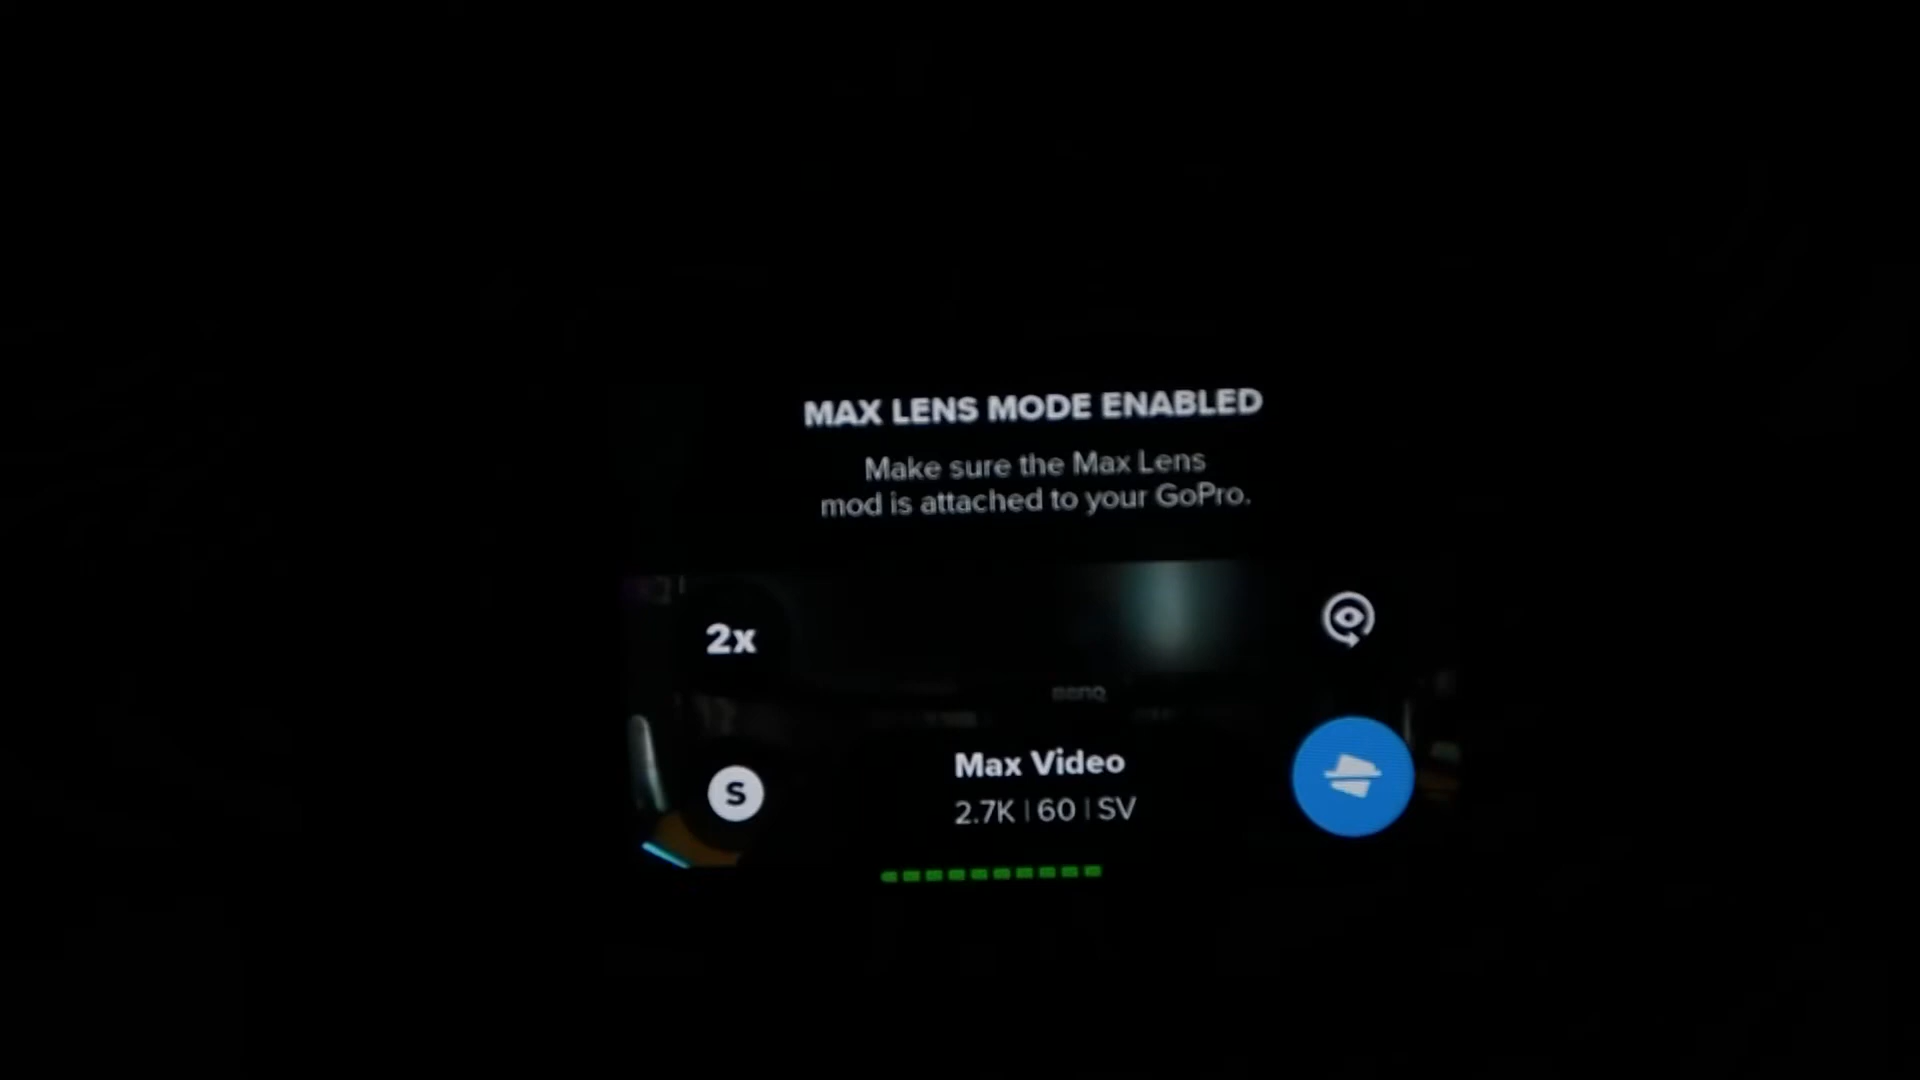 MAX LENS MODE ENABLED
Make sure the Max Lens
mod is attached to your GoPro.
2x
BenQ
S
Max Video
2.7K | 60 | SV